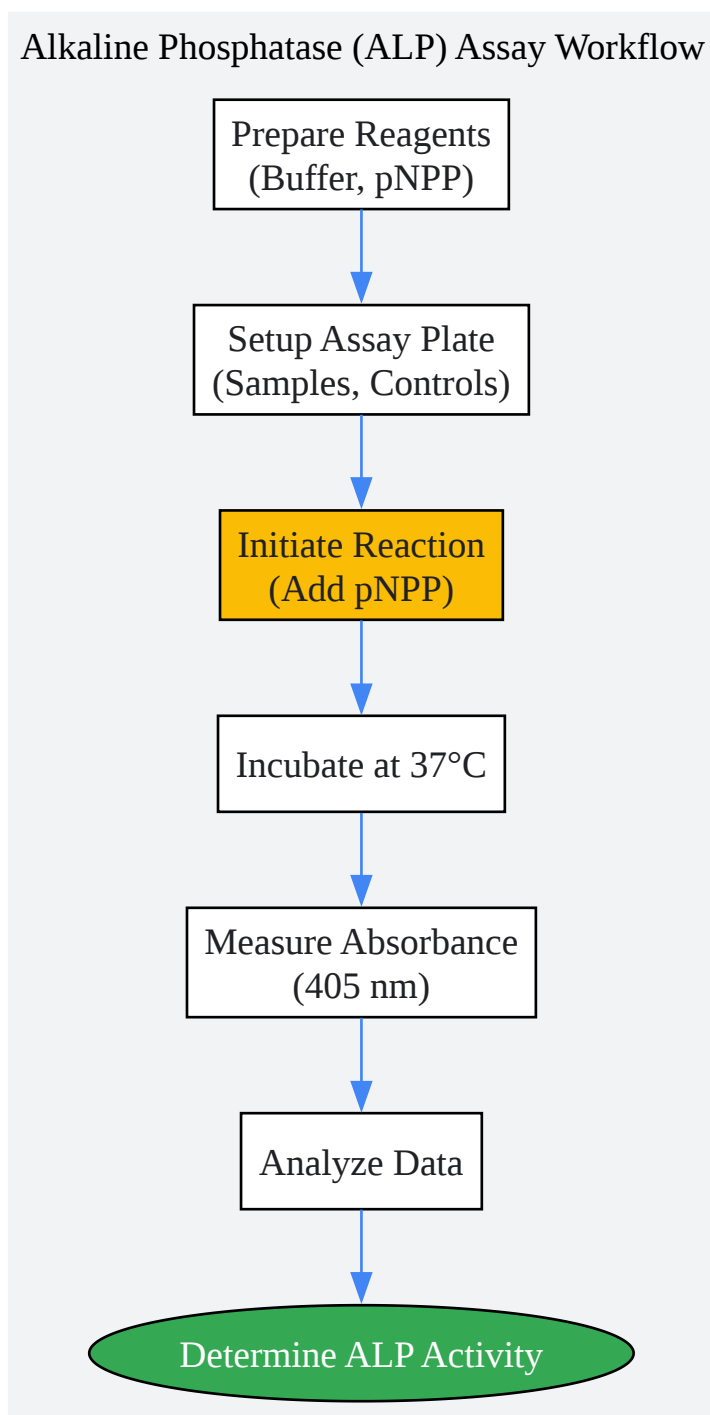 Alkaline Phosphatase (ALP) Assay Workflow
Prepare Reagents
(Buffer, pNPP)
Setup Assay Plate
(Samples, Controls)
Initiate Reaction
(Add pNPP)
Incubate at 37°C
Measure Absorbance
(405 nm)
Analyze Data
Determine ALP Activity